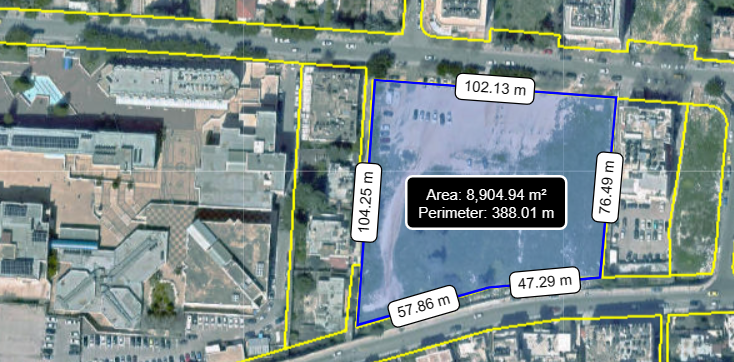 102.13 m
104.25 m
76.49 m
Area: 8,904.94 m²
Perimeter: 388.01 m
57.86 m
47.29 m